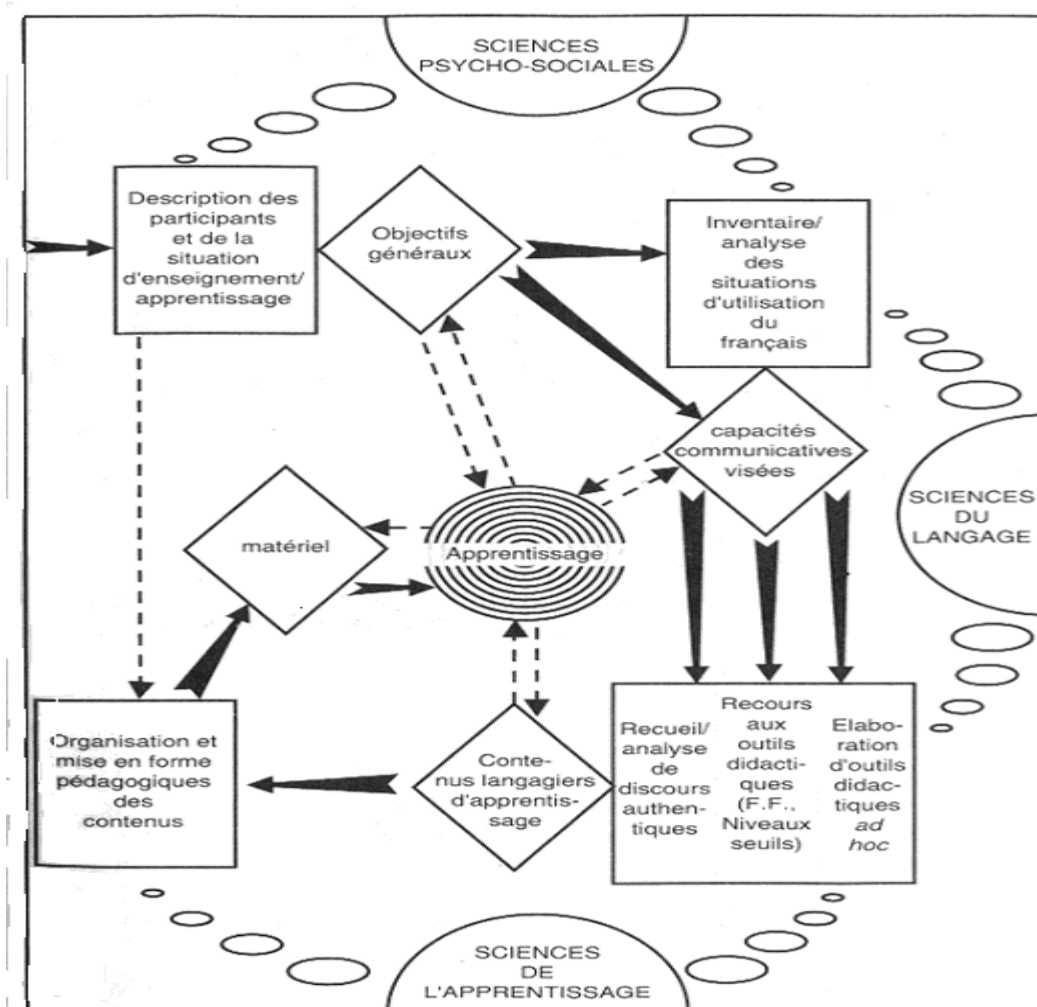 SCIENCES
PSYCHO-SOCIALES
Description des
participants
et de la
situation
d'enseignement/
apprentissage
Objectifs
généraux
Inventaire/
analyse
des
situations
d'utilisation
du
français
capacités
communicatives
visées
SCIENCES
DU
LANGAGE
matériel
Apprentissage
Organisation et
mise en forme
pédagogiques
des
contenus
Conte-
nus langagiers
d'apprentis-
sage
Recueil/
analyse
de
discours
authen-
tiques
Recours
aux
outils
didacti-
ques
(F.F.,
Niveaux
seuils)
Elabo-
ration
d'outils
didac-
tiques
ad
hoc
SCIENCES
DE
L'APPRENTISSAGE